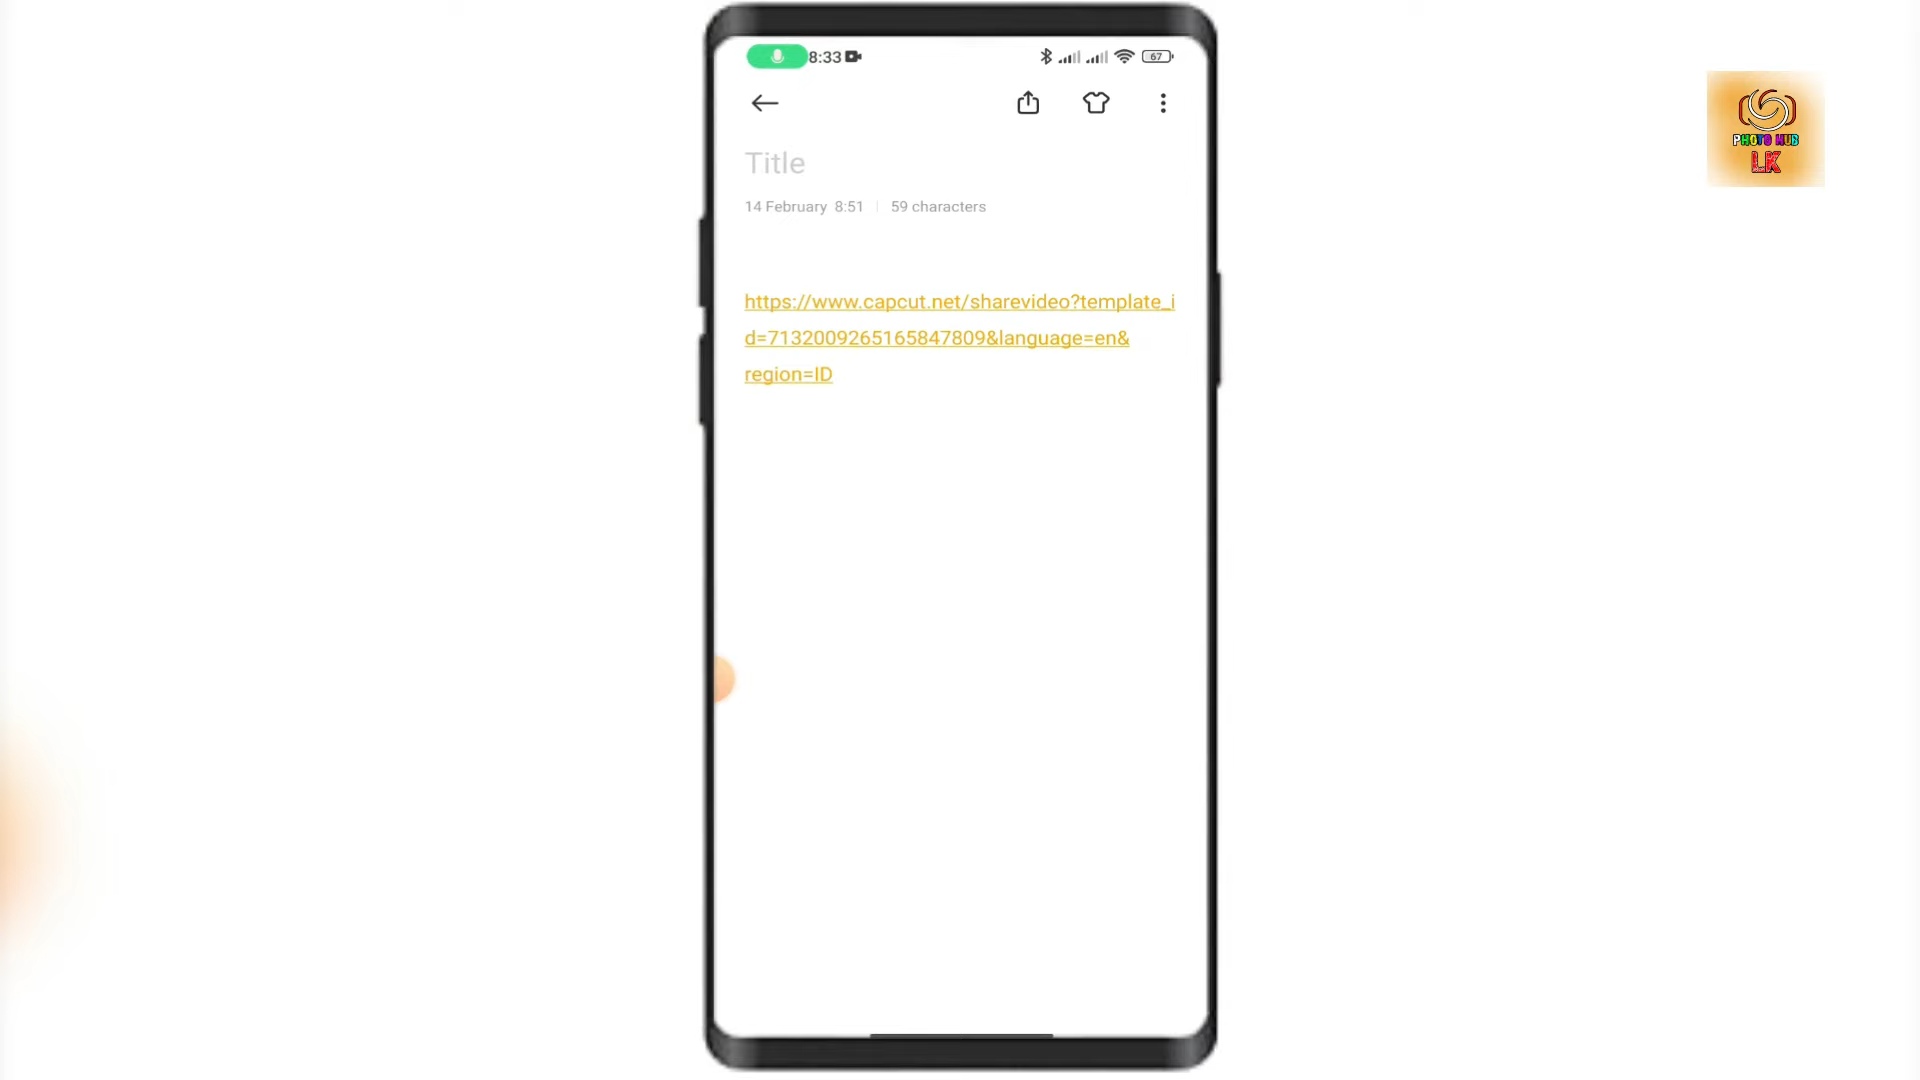 8:33
67
PHOTO HUB
LK
Title
14 February 8:51 | 59 characters
https://www.capcut.net/sharevideo?template_i
d=7132009265165847809&language=en&
region=ID